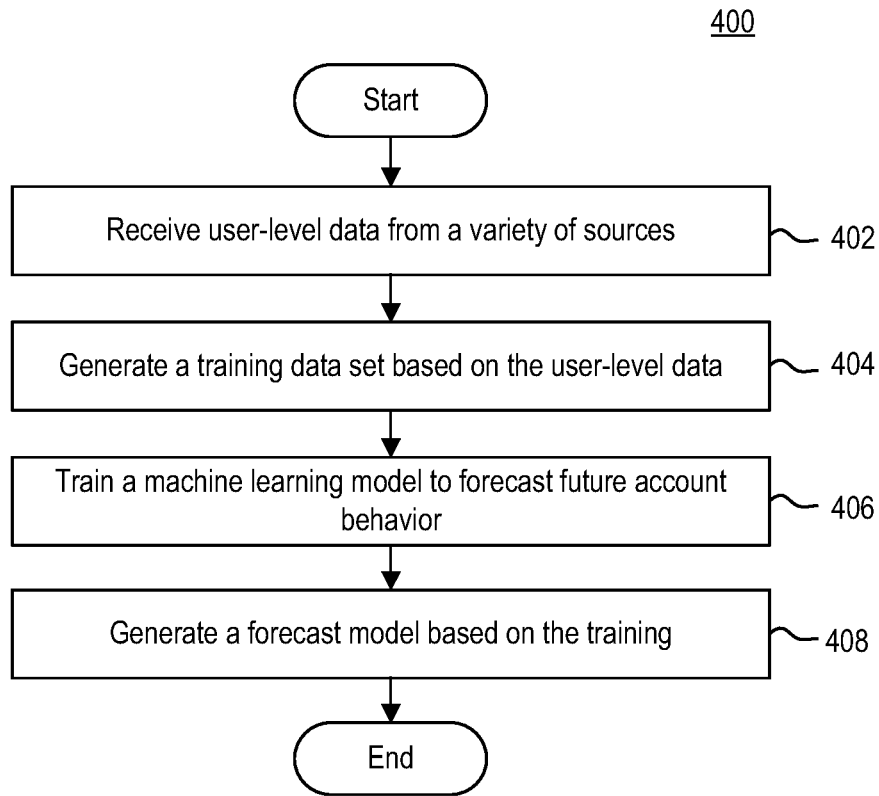 400
Start
Receive user-level data from a variety of sources
402
Generate a training data set based on the user-level data
404
Train a machine learning model to forecast future account
behavior
406
Generate a forecast model based on the training
408
End